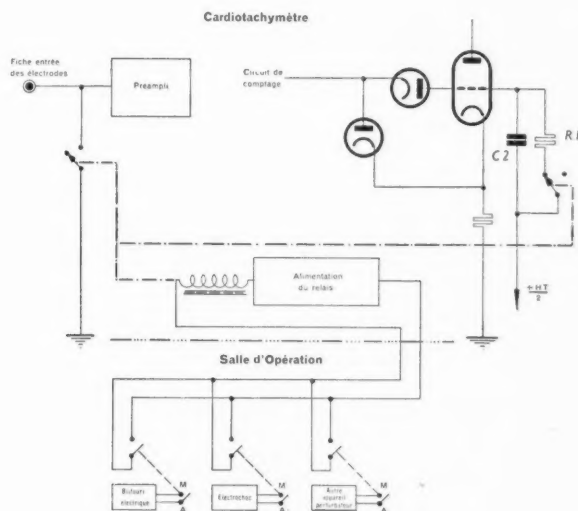 Cardiotachymètre
Fiche entrée
des électrodes
Préampli
Circuit de
comptage
C2
R1
+HT
2
Alimentation
du relais
Salle d'Opération
M
M
M
Bistouri
électrique
Electrochoc
Autre
appareil
perturbateur
A
A
A